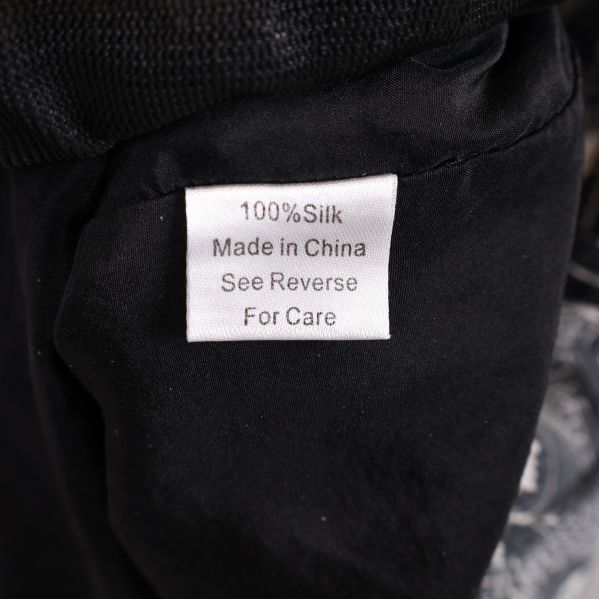 100%Silk
Made in China
See Reverse
For Care